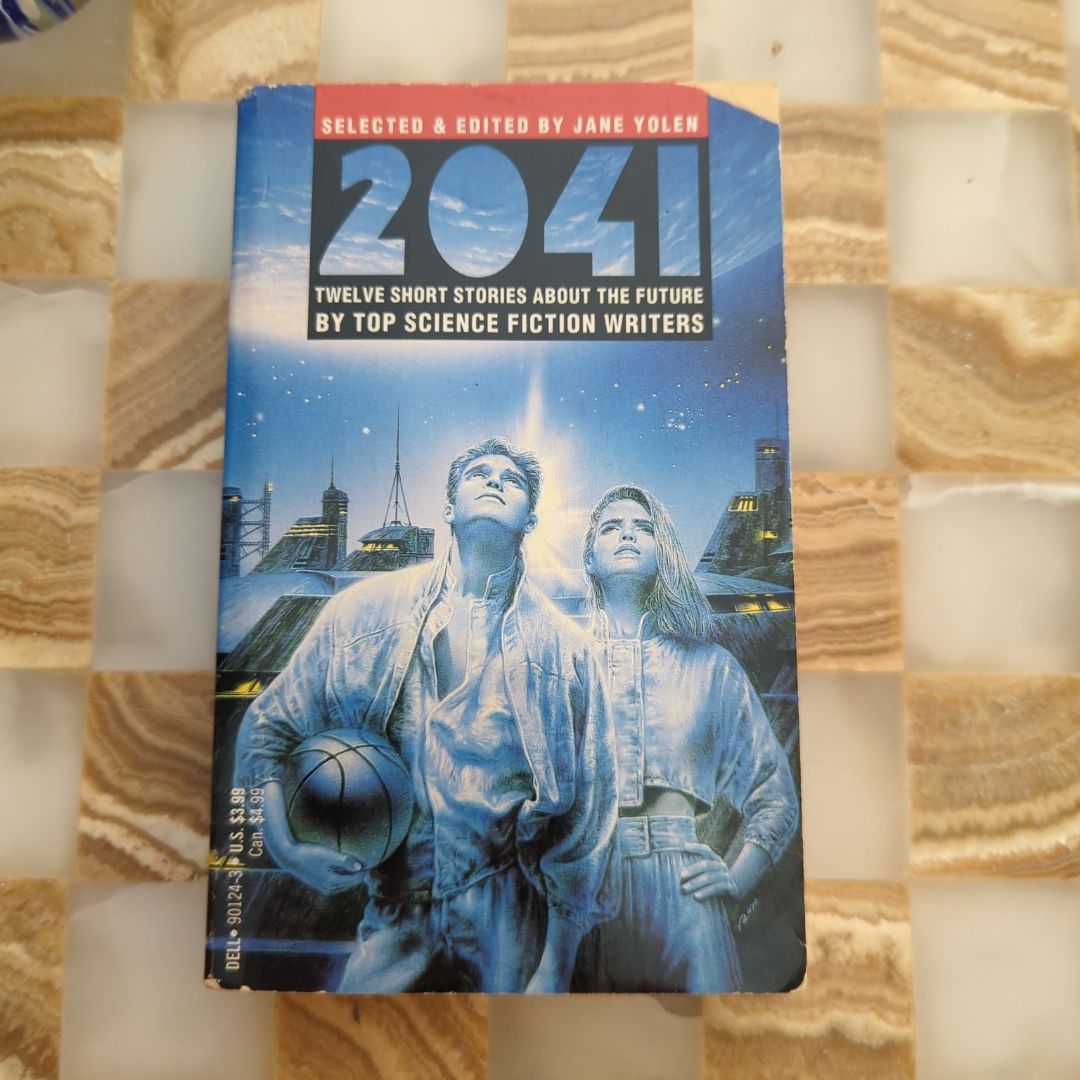 SELECTED & EDITED BY JANE YOLEN
2041
TWELVE SHORT STORIES ABOUT THE FUTURE
BY TOP SCIENCE FICTION WRITERS
DELL • 90124-3 • U.S. $3.99
Can. $4.99